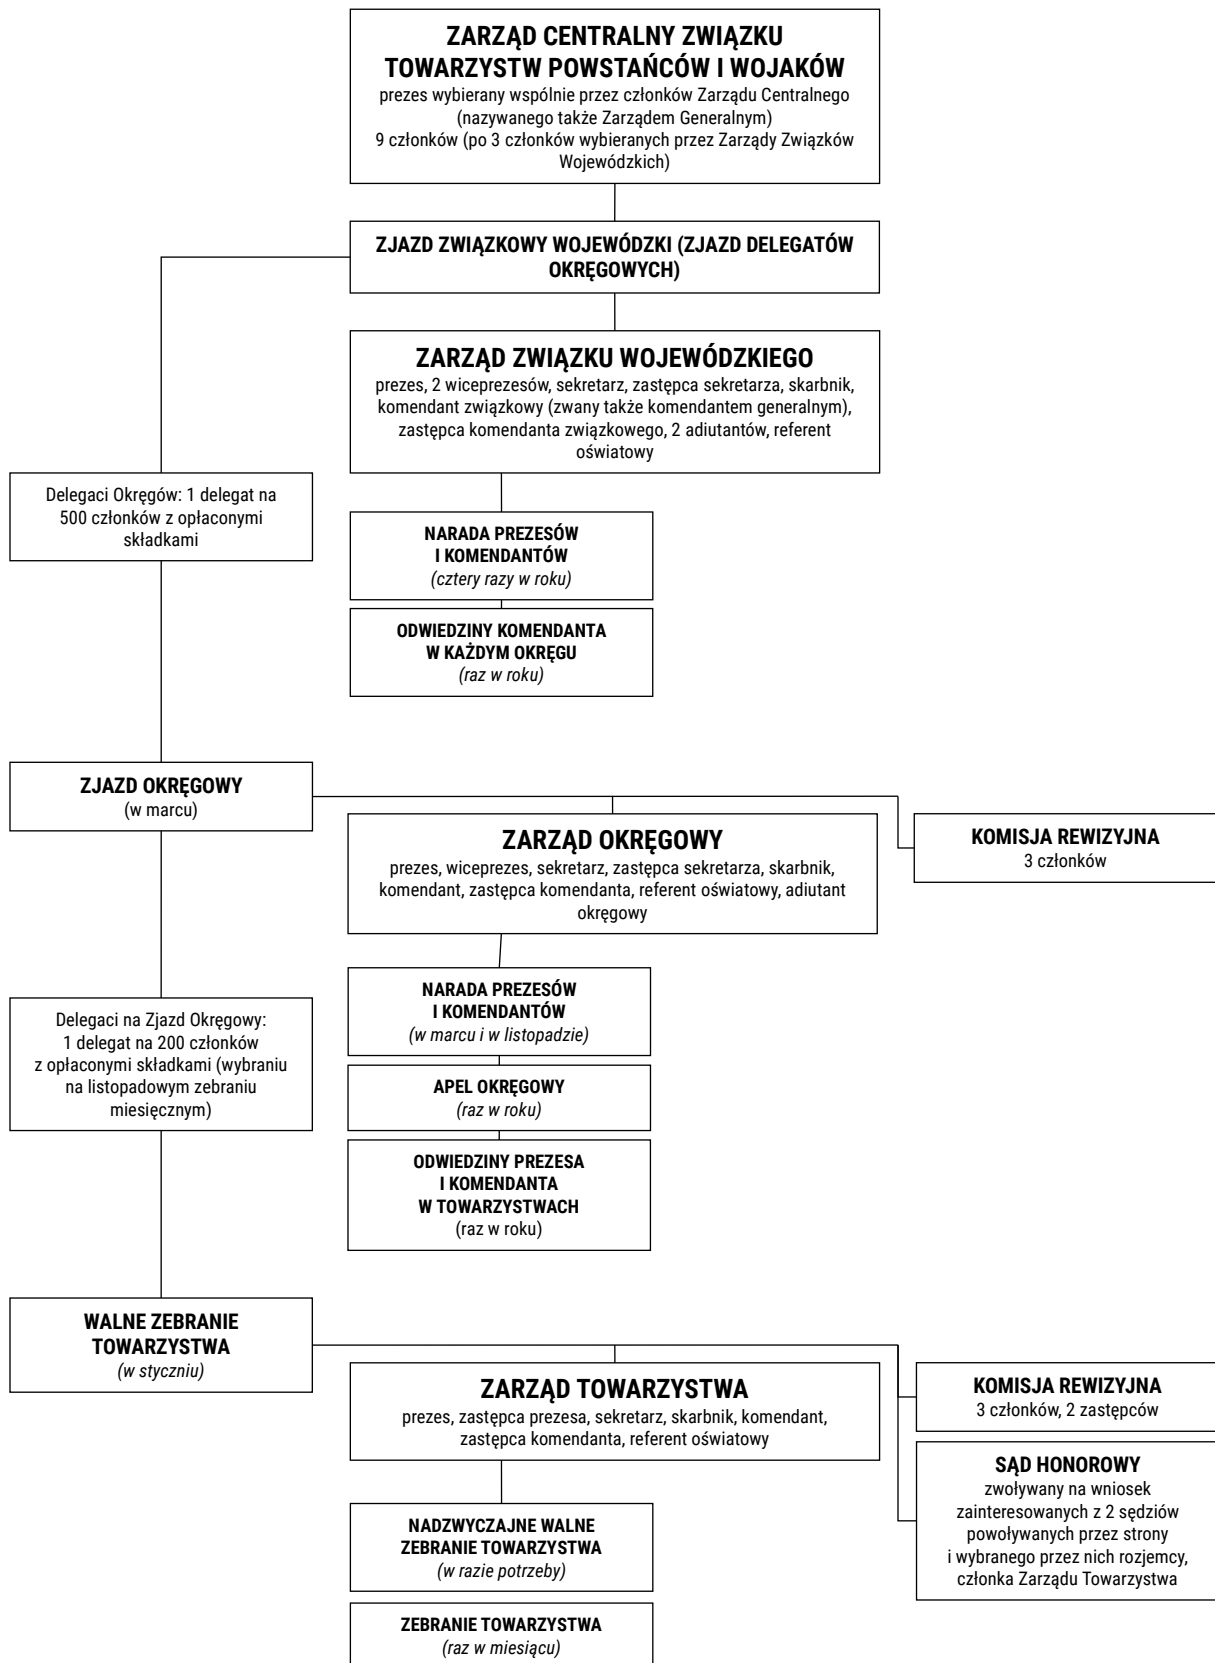 ZARZĄD CENTRALNY ZWIĄZKU
TOWARZYSTW POWSTAŃCÓW I WOJAKÓW
prezes wybierany wspólnie przez członków Zarządu Centralnego
(nazywanego także Zarządem Generalnym)
9 członków (po 3 członków wybieranych przez Zarządy Związków
Wojewódzkich)
ZJAZD ZWIĄZKOWY WOJEWÓDZKI (ZJAZD DELEGATÓW
OKRĘGOWYCH)
ZARZĄD ZWIĄZKU WOJEWÓDZKIEGO
prezes, 2 wiceprezesów, sekretarz, zastępca sekretarza, skarbnik,
komendant związkowy (zwany także komendantem generalnym),
zastępca komendanta związkowego, 2 adiutantów, referent
oświatowy
Delegaci Okręgów: 1 delegat na
500 członków z opłaconymi
składkami
NARADA PREZESÓW
I KOMENDANTÓW
(cztery razy w roku)
ODWIEDZINY KOMENDANTA
W KAŻDYM OKRĘGU
(raz w roku)
ZJAZD OKRĘGOWY
(w marcu)
ZARZĄD OKRĘGOWY
prezes, wiceprezes, sekretarz, zastępca sekretarza, skarbnik,
komendant, zastępca komendanta, referent oświatowy, adiutant
okręgowy
KOMISJA REWIZYJNA
3 członków
NARADA PREZESÓW
I KOMENDANTÓW
(w marcu i w listopadzie)
Delegaci na Zjazd Okręgowy:
1 delegat na 200 członków
z opłaconymi składkami (wybraniu
na listopadowym zebraniu
miesięcznym)
APEL OKRĘGOWY
(raz w roku)
ODWIEDZINY PREZESA
I KOMENDANTA
W TOWARZYSTWACH
(raz w roku)
WALNE ZEBRANIE
TOWARZYSTWA
(w styczniu)
ZARZĄD TOWARZYSTWA
prezes, zastępca prezesa, sekretarz, skarbnik, komendant,
zastępca komendanta, referent oświatowy
KOMISJA REWIZYJNA
3 członków, 2 zastępców
SĄD HONOROWY
zwoływany na wniosek
zainteresowanych z 2 sędziów
powoływanych przez strony
i wybranego przez nich rozjemcy,
członka Zarządu Towarzystwa
NADZWYCZAJNE WALNE
ZEBRANIE TOWARZYSTWA
(w razie potrzeby)
ZEBRANIE TOWARZYSTWA
(raz w miesiącu)